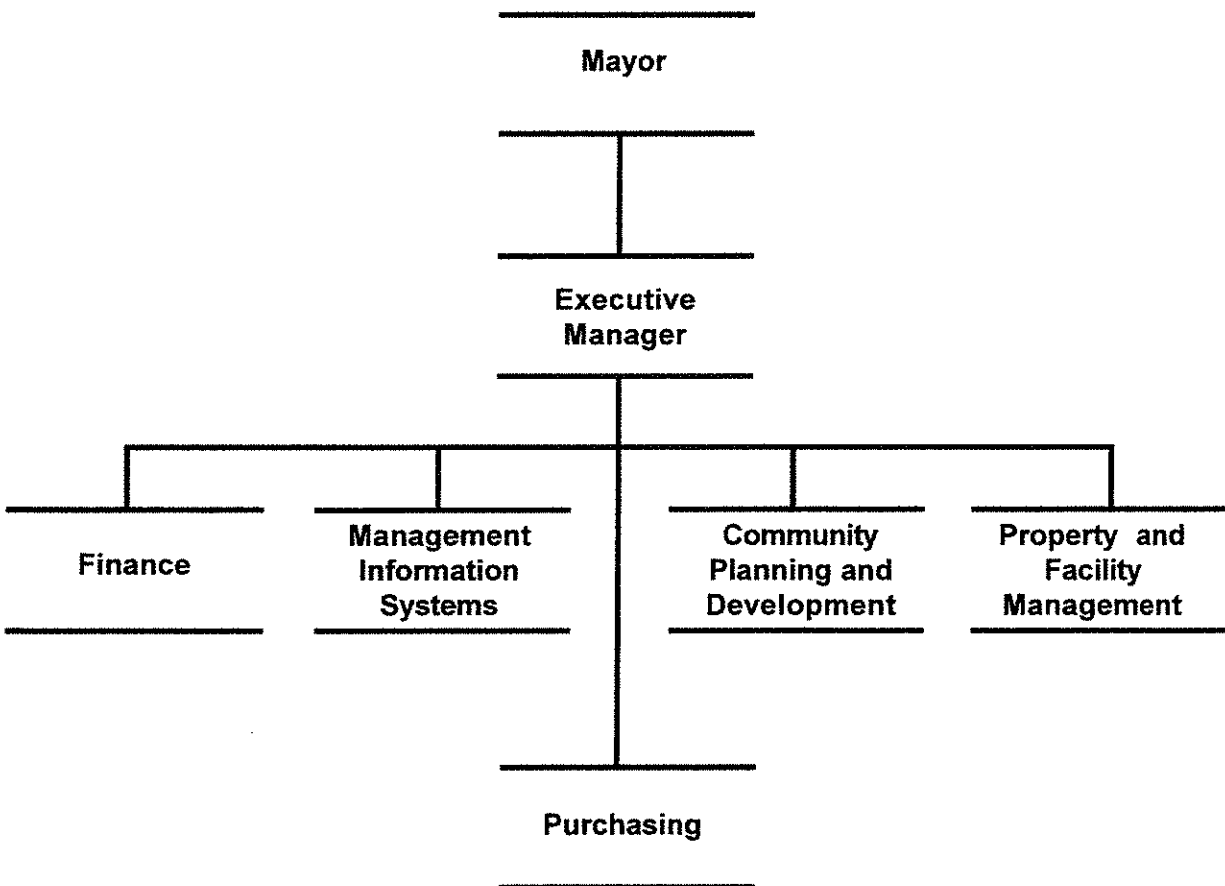 Mayor
Executive
Manager
Finance
Management
Information
Systems
Community
Planning and
Development
Property and
Facility
Management
Purchasing